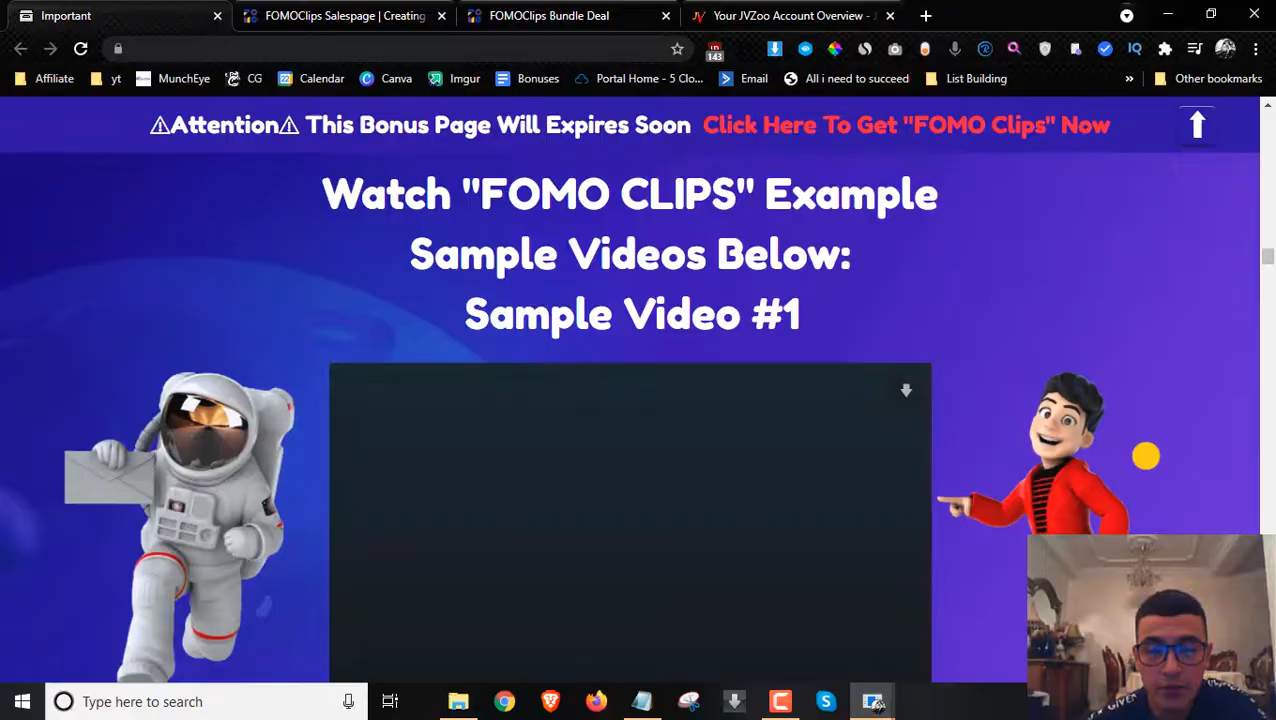 Important
FOMOClips Salespage | Creating
FOMOClips Bundle Deal
Your JVZoo Account Overview - J
143
Affiliate
yt
MunchEye
CG
22
Calendar
Canva
Imgur
Bonuses
Portal Home - 5 Clo...
Email
All i need to succeed
List Building
»
Other bookmarks
IQ
⚠Attention⚠ This Bonus Page Will Expires Soon Click Here To Get "FOMO Clips" Now
Watch "FOMO CLIPS" Example
Sample Videos Below:
Sample Video #1
Type here to search